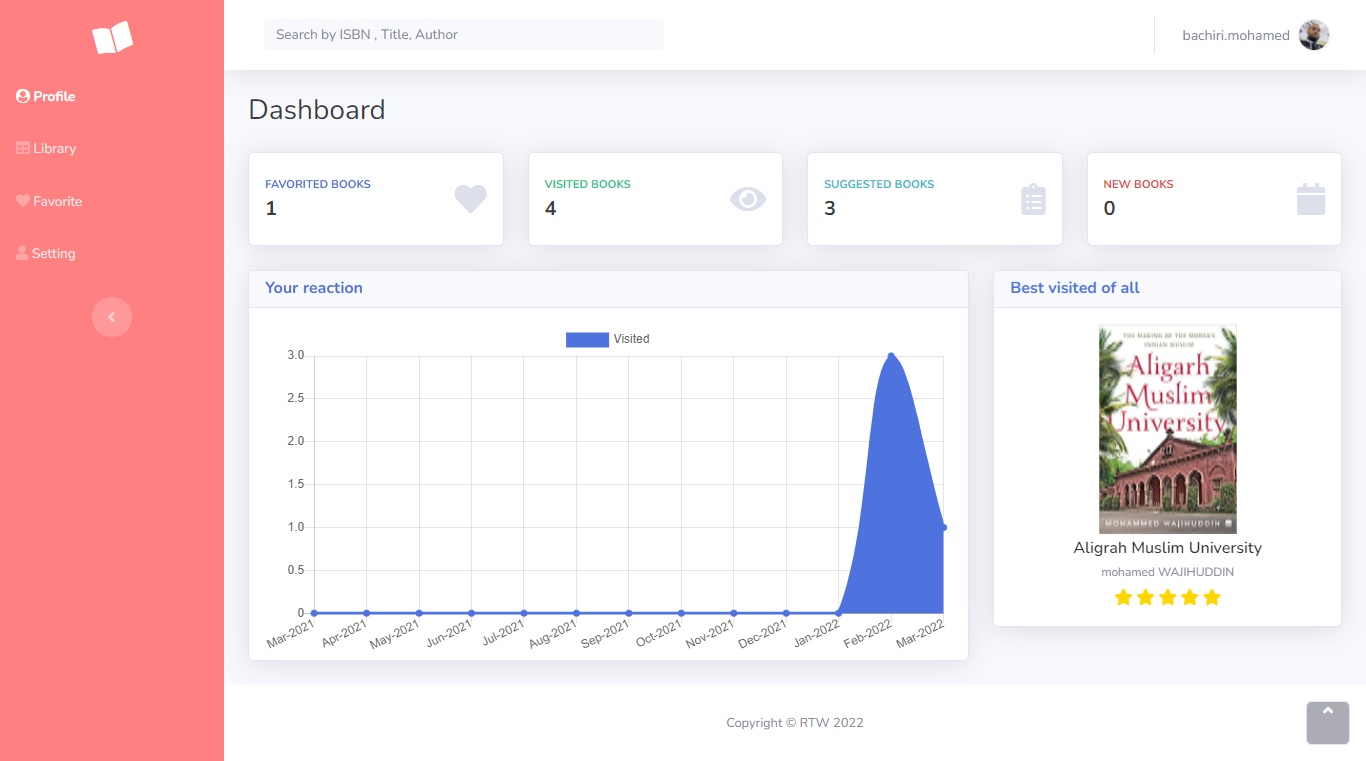 Search by ISBN , Title, Author
bachiri.mohamed
Profile
Library
Favorite
Setting
Dashboard
FAVORITED BOOKS
1
VISITED BOOKS
4
SUGGESTED BOOKS
3
NEW BOOKS
0
Your reaction
Visited
3.0
2.5
2.0
1.5
1.0
0.5
0
Mar-2021
Apr-2021
May-2021
Jun-2021
Jul-2021
Aug-2021
Sep-2021
Oct-2021
Nov-2021
Dec-2021
Jan-2022
Feb-2022
Mar-2022
Best visited of all
THE MAKING OF THE MODERN
INDIAN MUSLIM
Aligarh
Muslim
University
MOHAMMED WAJIHUDDIN
Aligrah Muslim University
mohamed WAJIHUDDIN
Copyright © RTW 2022